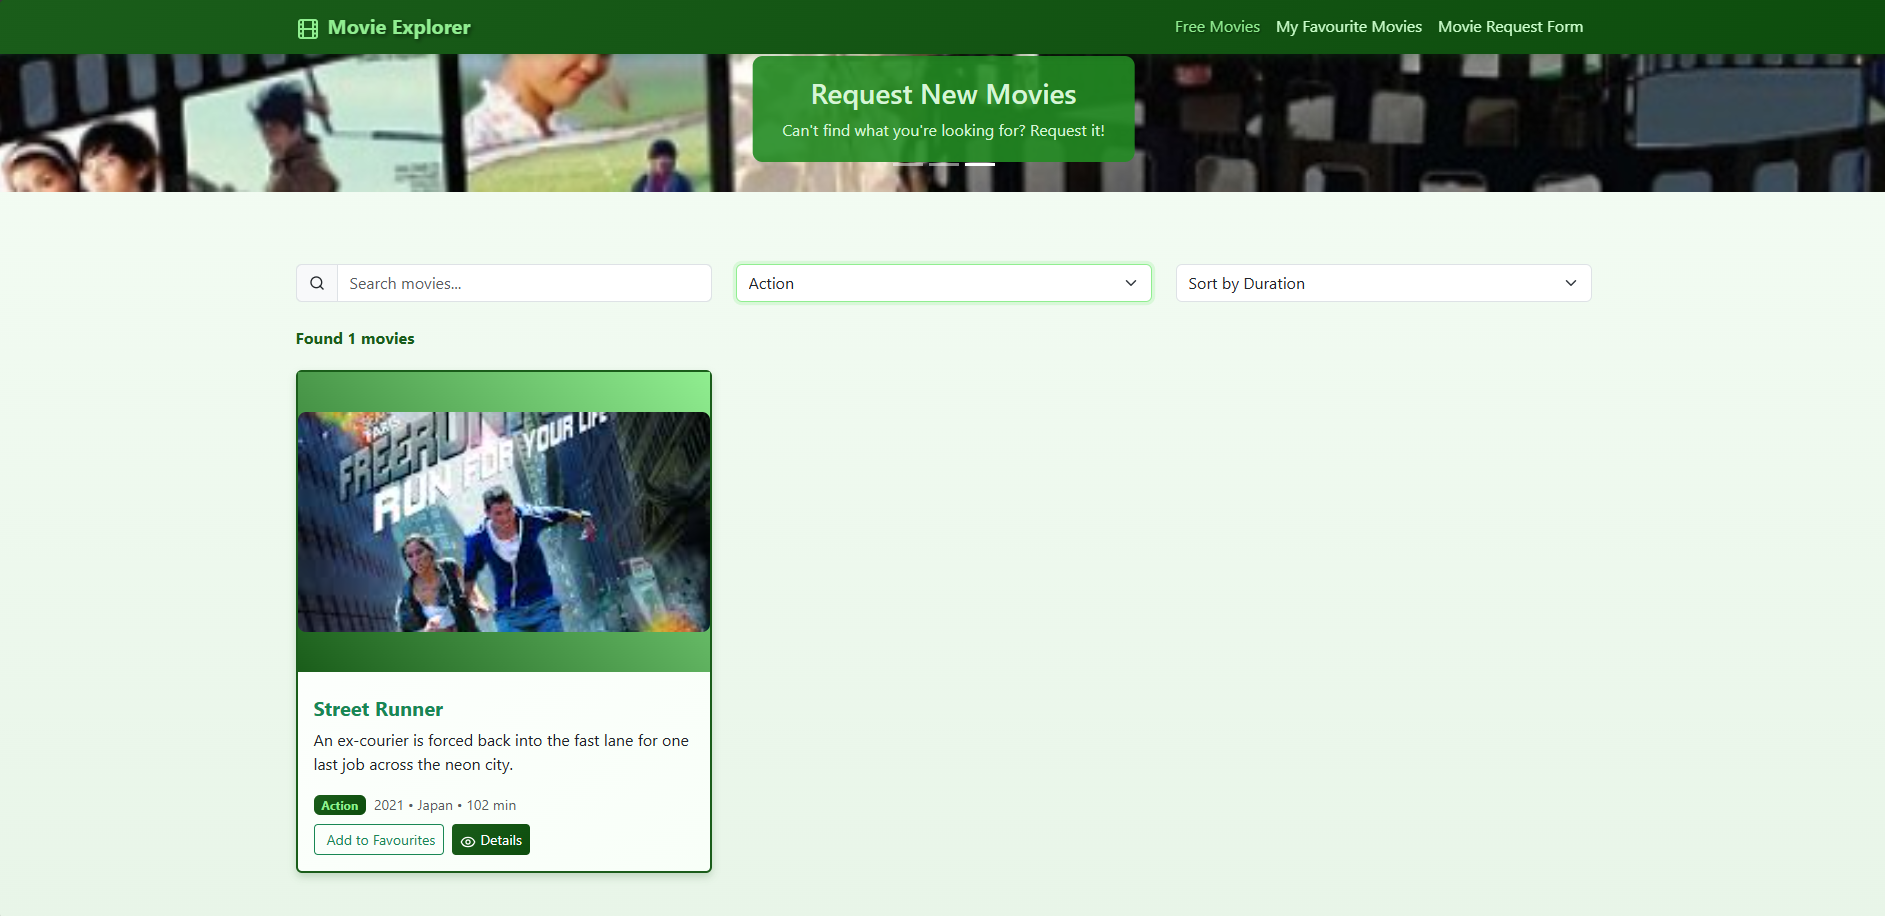 Movie Explorer
Free Movies
My Favourite Movies
Movie Request Form
Request New Movies
Can't find what you're looking for? Request it!
Search movies...
Action
Sort by Duration
Found 1 movies
PARIS
RUN FOR YOUR LIFE
Street Runner
An ex-courier is forced back into the fast lane for one
last job across the neon city.
Action 2021 • Japan • 102 min
Add to Favourites
Details